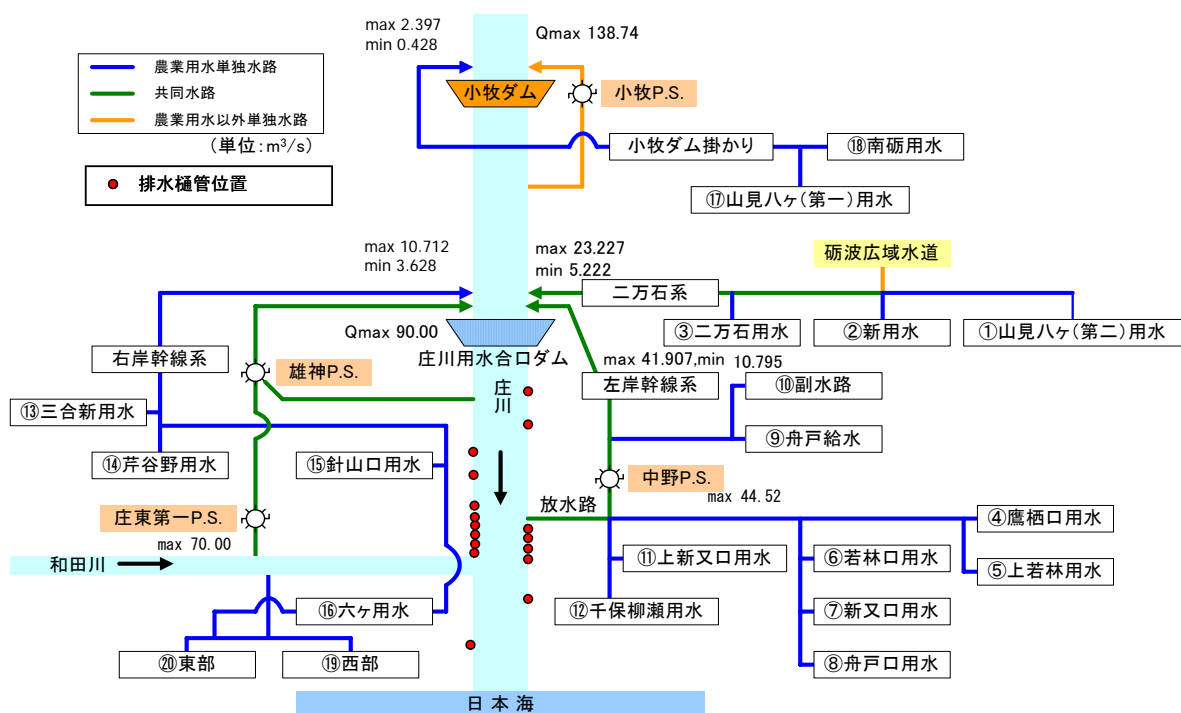 農業用水単独水路
共同水路
農業用水以外単独水路
(単位:m³/s)
排水樋管位置
max 2.397
min 0.428
Qmax 138.74
小牧ダム
小牧P.S.
小牧ダム掛かり
⑱南砺用水
⑰山見八ヶ(第一)用水
max 10.712
min 3.628
max 23.227
min 5.222
砺波広域水道
二万石系
③二万石用水
②新用水
①山見八ヶ(第二)用水
Qmax 90.00
庄川用水合口ダム
右岸幹線系
雄神P.S.
max 41.907,min 10.795
左岸幹線系
⑩副水路
庄川
⑬三合新用水
⑨舟戸給水
⑭芹谷野用水
⑮針山口用水
中野P.S.
max 44.52
放水路
庄東第一P.S.
max 70.00
④鷹栖口用水
和田川
⑪上新又口用水
⑥若林口用水
⑤上若林用水
⑯六ヶ用水
⑫千保柳瀬用水
⑦新又口用水
⑳東部
⑲西部
⑧舟戸口用水
日本海